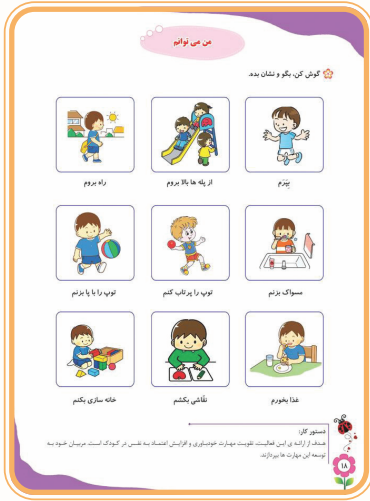 من می توانم
گوش کن، بگو و نشان بده.
بپرم
از پله ها بالا بروم
راه بروم
مسواک بزنم
توپ را پرتاب کنم
توپ را با پا بزنم
غذا بخورم
نقّاشی بکشم
خانه سازی بکنم
دستور کار:
هدف از ارائه ی این فعالیت، تقویت مهارت خودباوری و افزایش اعتماد به نفس در کودک است. مربیان خود به
توسعه این مهارت ها بپردازند.
۱۸